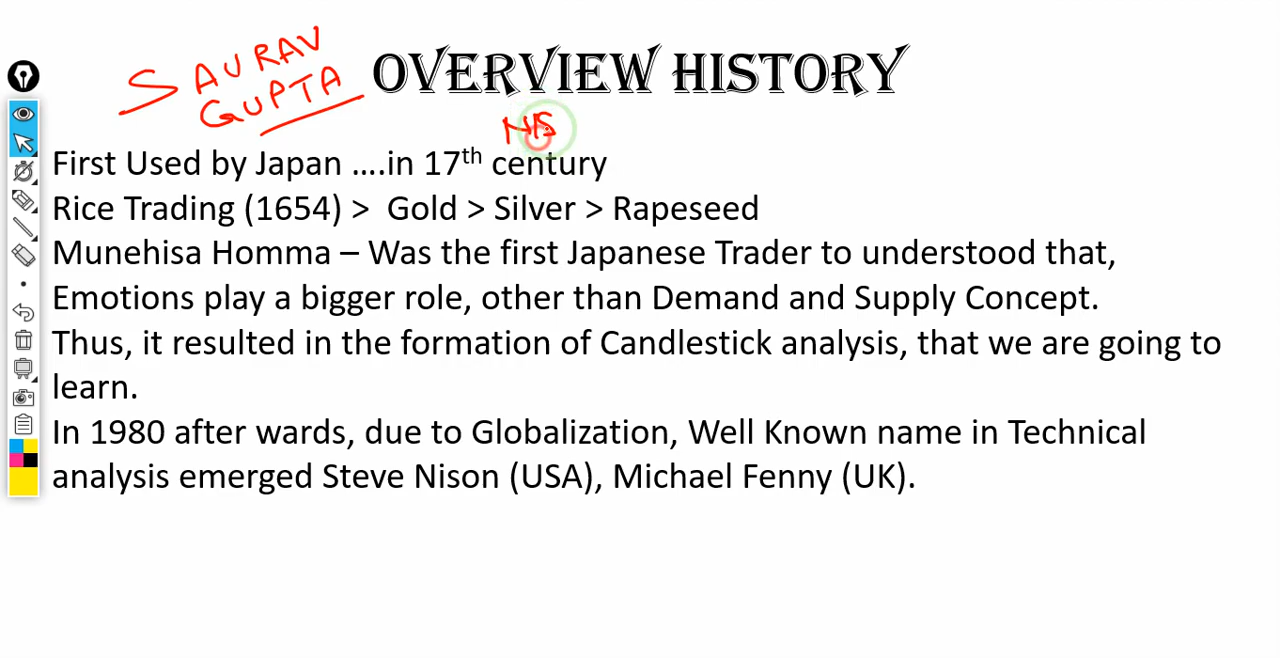 SAURAV
GUPTA
OVERVIEW HISTORY
NIS
First Used by Japan ....in 17th century
Rice Trading (1654) > Gold > Silver > Rapeseed
Munehisa Homma – Was the first Japanese Trader to understood that,
Emotions play a bigger role, other than Demand and Supply Concept.
Thus, it resulted in the formation of Candlestick analysis, that we are going to
learn.
In 1980 after wards, due to Globalization, Well Known name in Technical
analysis emerged Steve Nison (USA), Michael Fenny (UK).